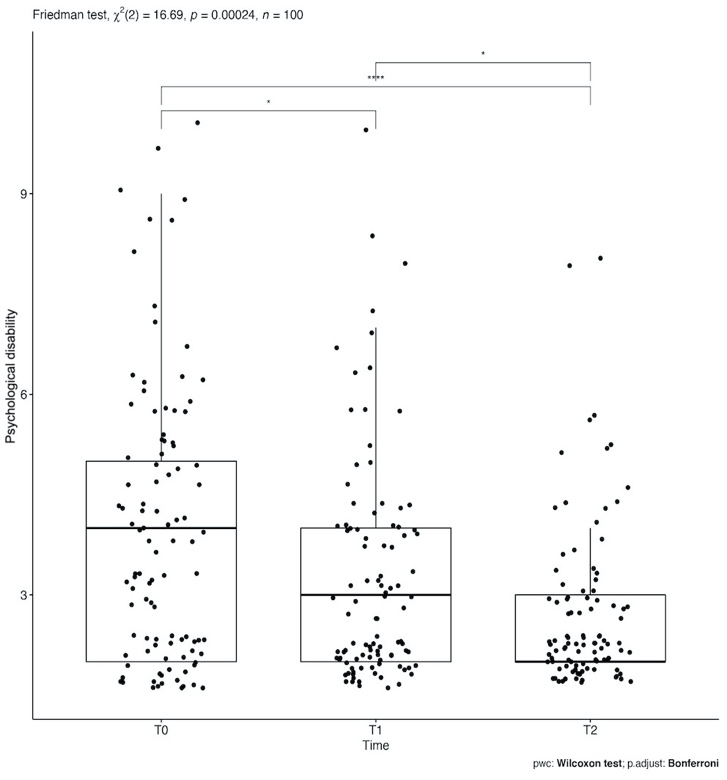 Friedman test, χ²(2) = 16.69, p = 0.00024, n = 100
*
****
*
9
6
3
Psychological disability
T0 T1 T2
Time
pwc: Wilcoxon test; p.adjust: Bonferroni